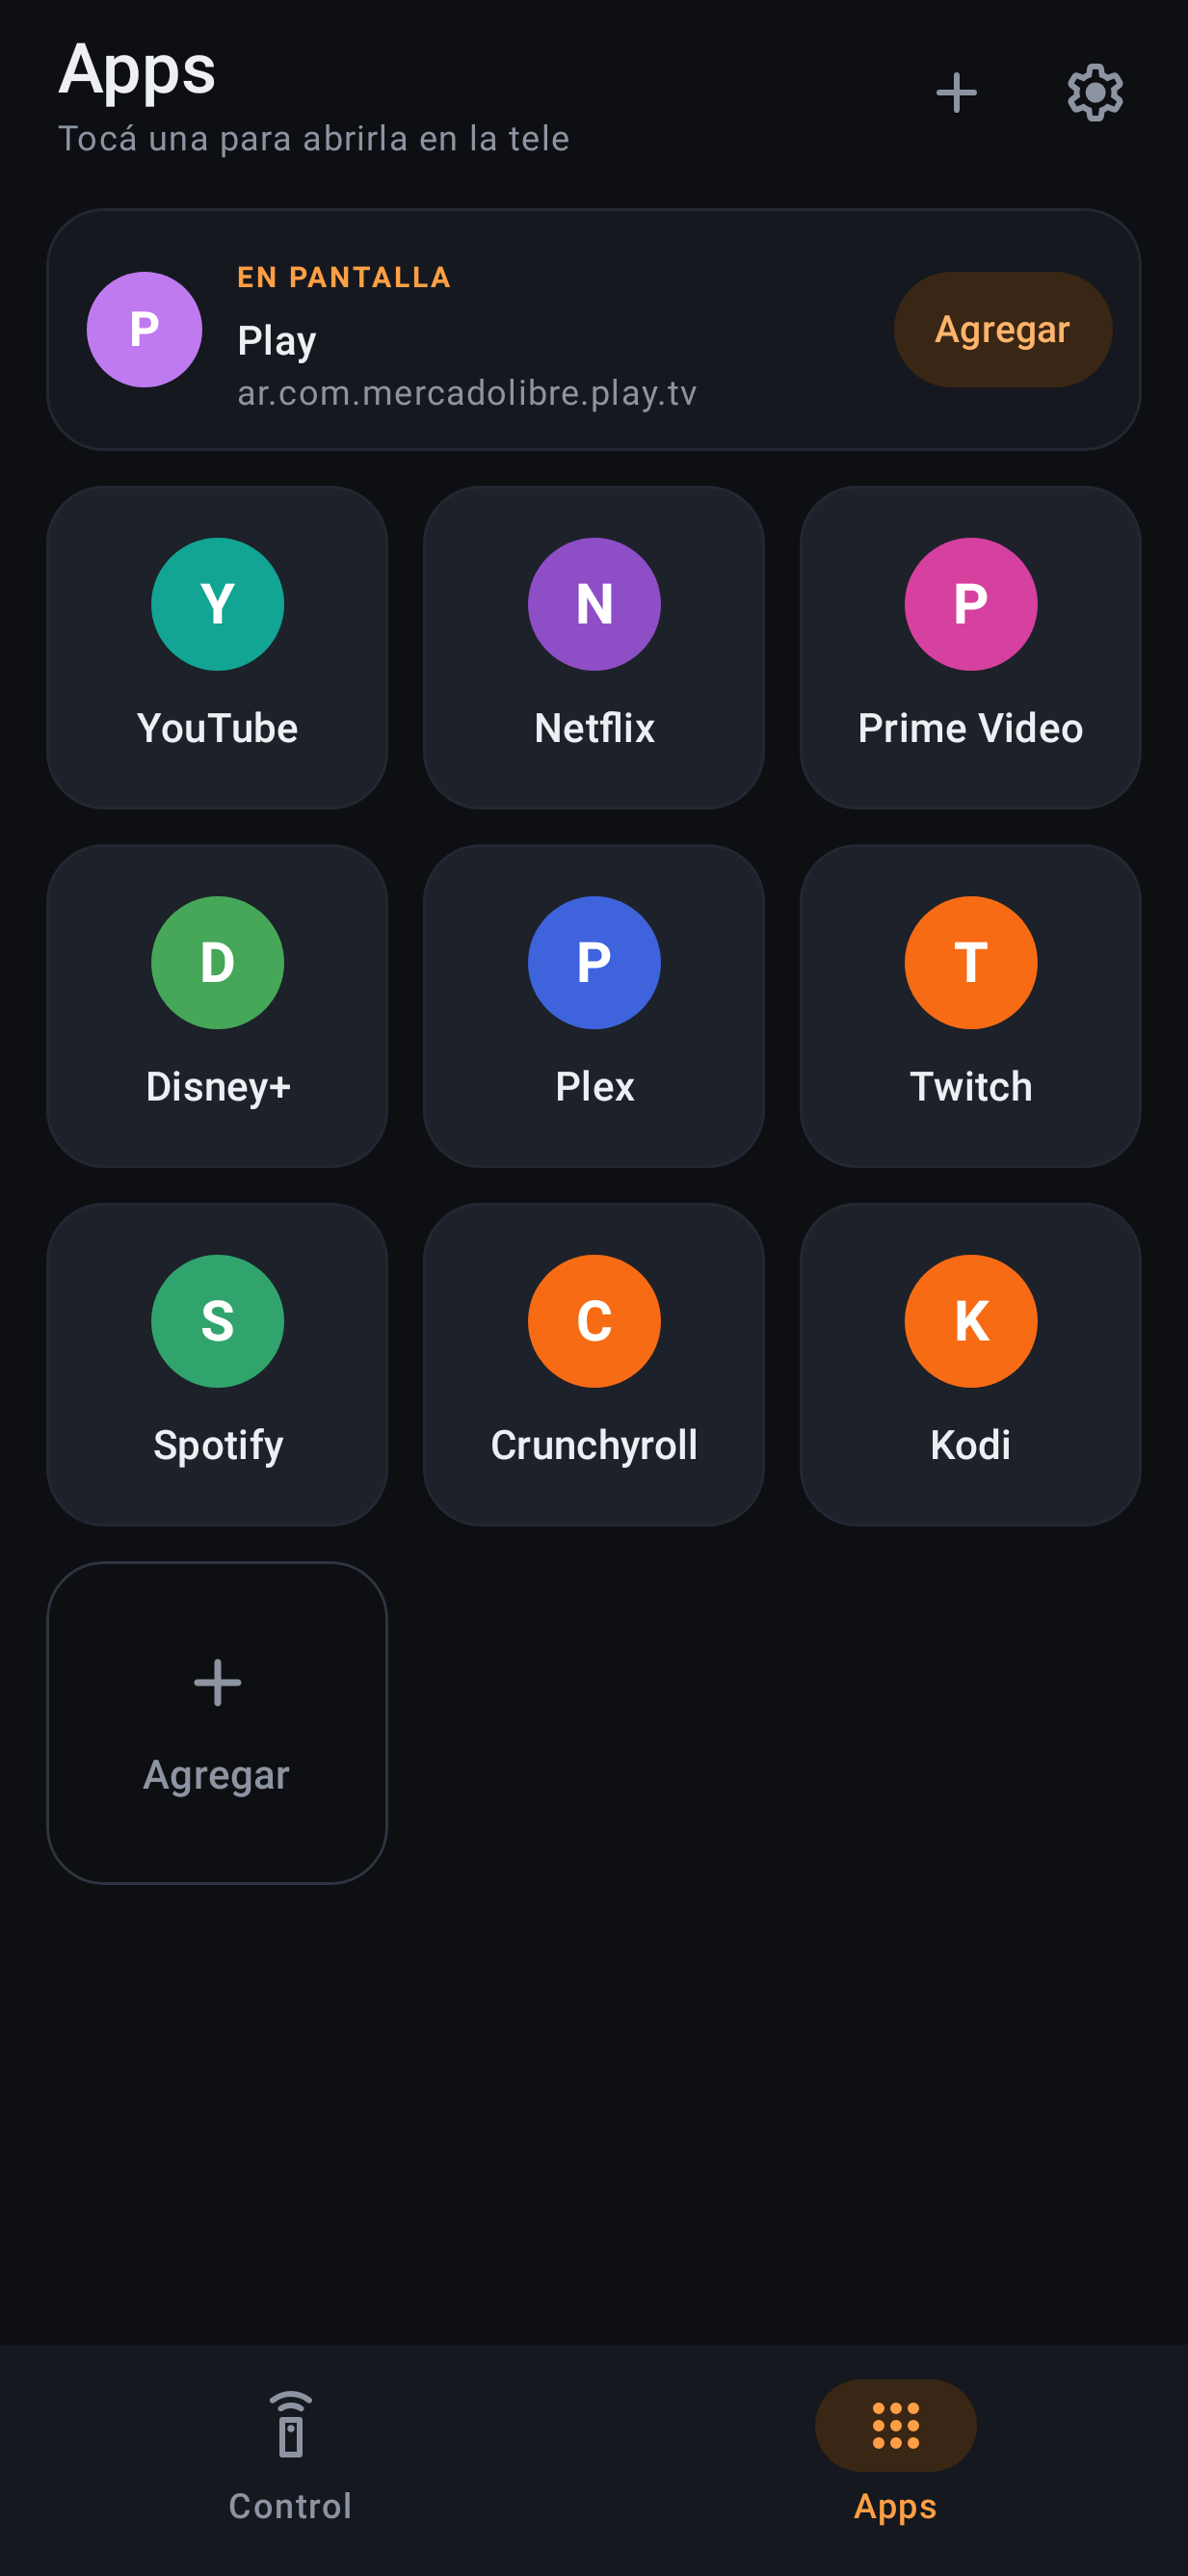 Apps
Tocá una para abrirla en la tele
P
EN PANTALLA
Play
ar.com.mercadolibre.play.tv
Agregar
Y
YouTube
N
Netflix
P
Prime Video
D
Disney+
P
Plex
T
Twitch
S
Spotify
C
Crunchyroll
K
Kodi
Agregar
Control
Apps